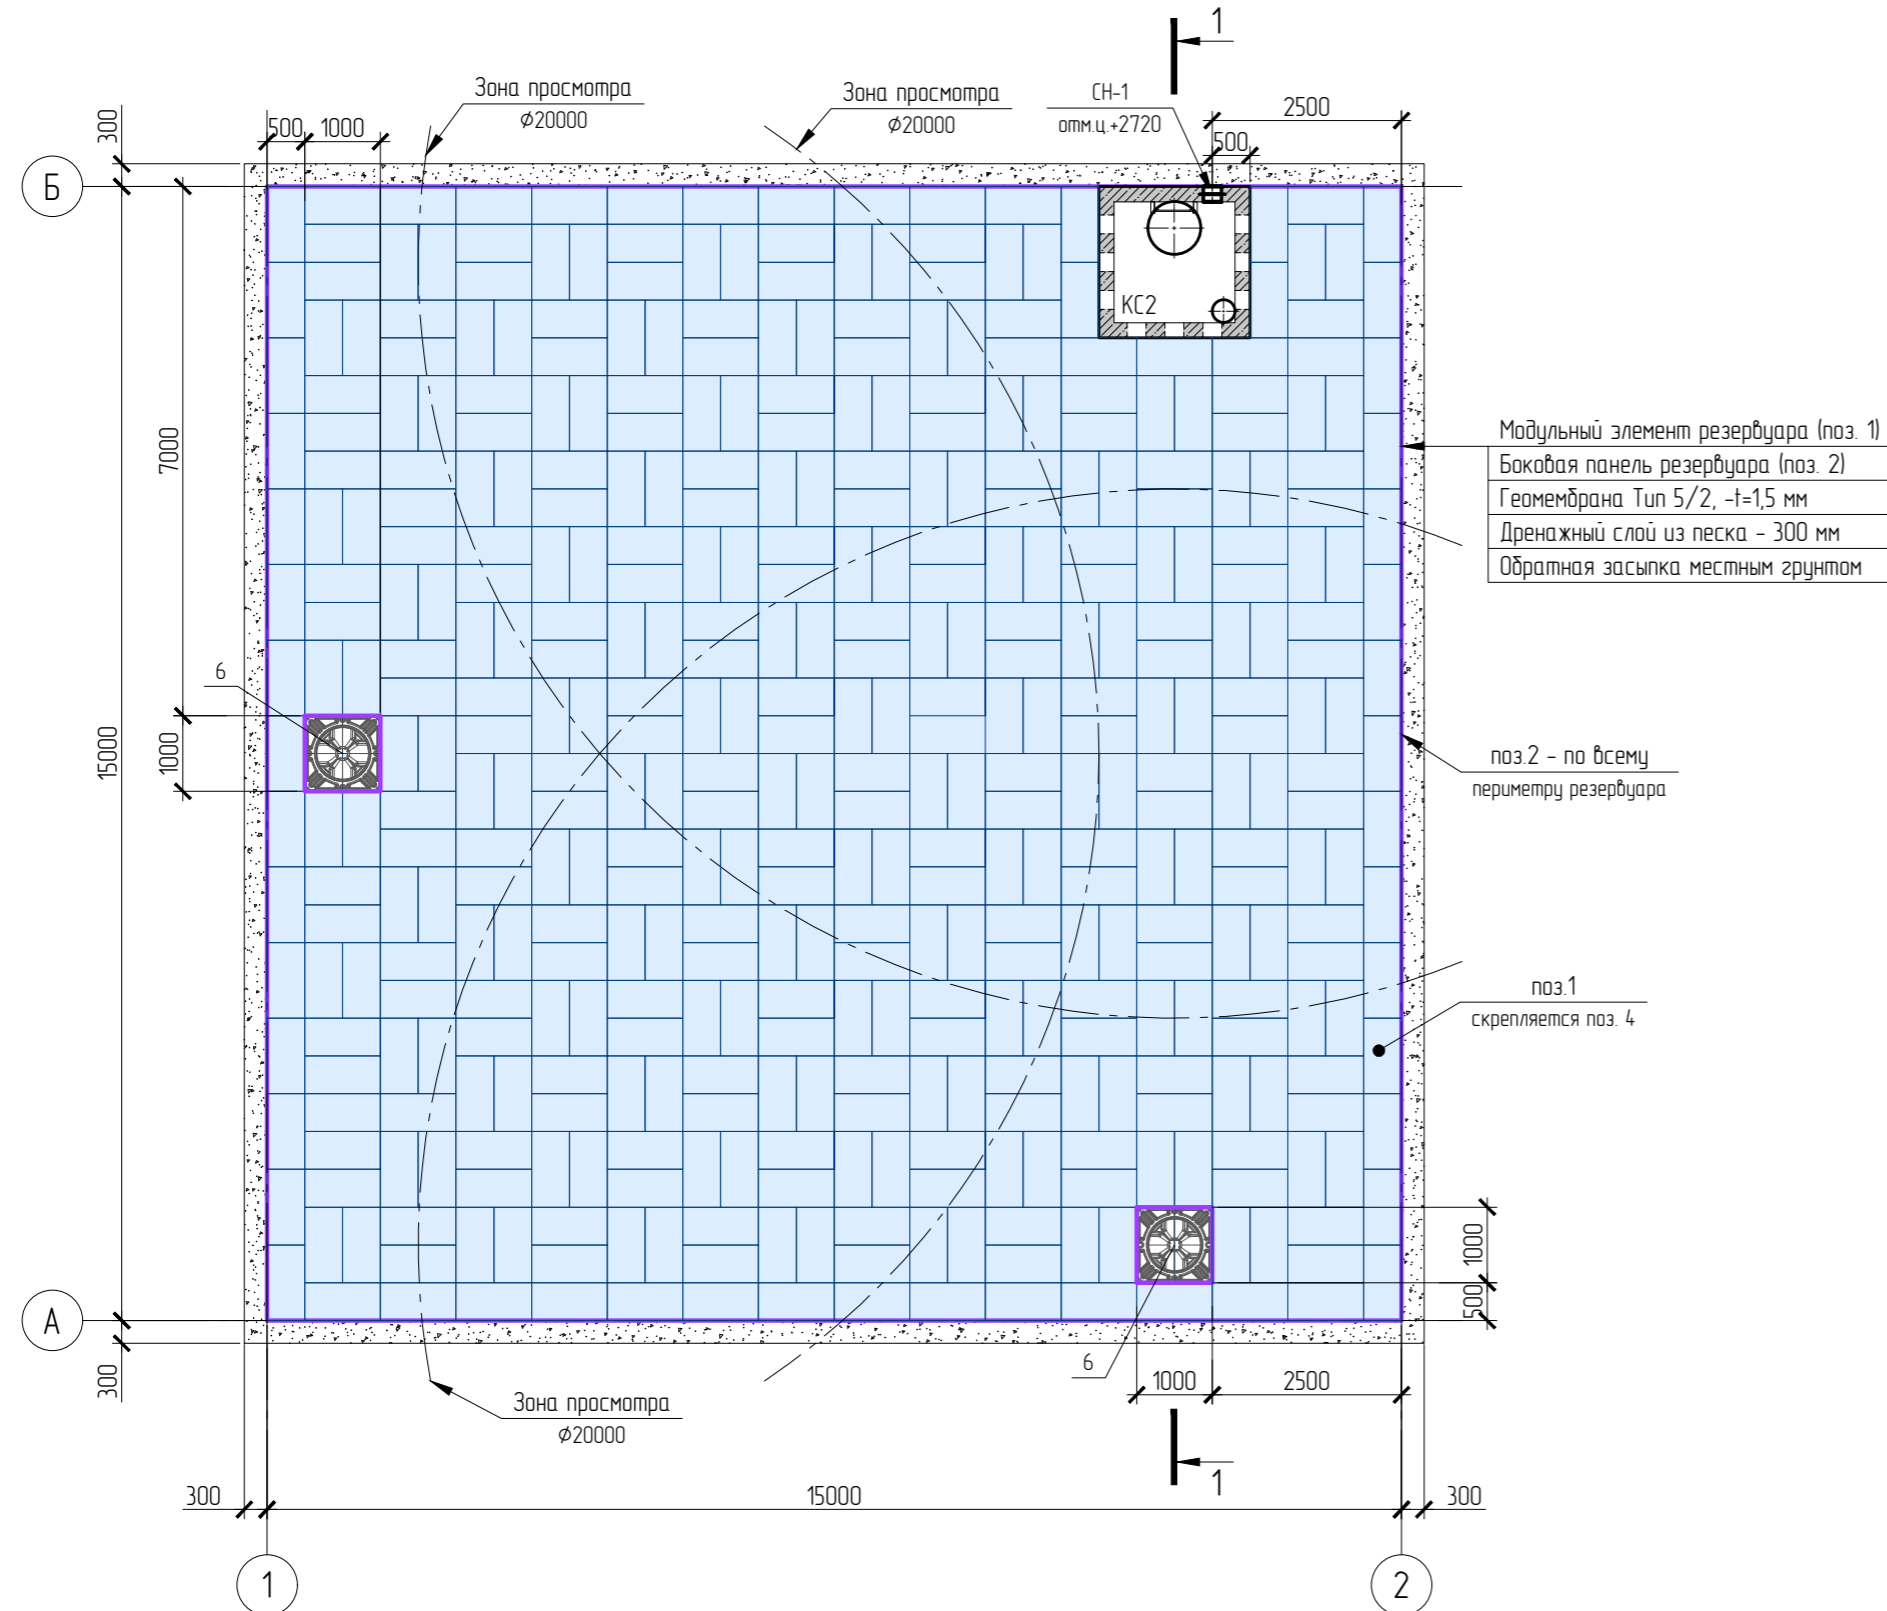 1
Зона просмотра
⌀20000
Зона просмотра
⌀20000
СН-1
отм.ц.+2720
2500
300
500
1000
500
Б
КС2
7000
Модульный элемент резервуара (поз. 1)
Боковая панель резервуара (поз. 2)
Геомембрана Тип 5/2, -t=1,5 мм
Дренажный слой из песка - 300 мм
Обратная засыпка местным грунтом
6
15000
1000
поз.2 - по всему
периметру резервуара
поз.1
скрепляется поз. 4
1000
500
А
300
6
1000
2500
Зона просмотра
⌀20000
1
300
15000
300
1
2